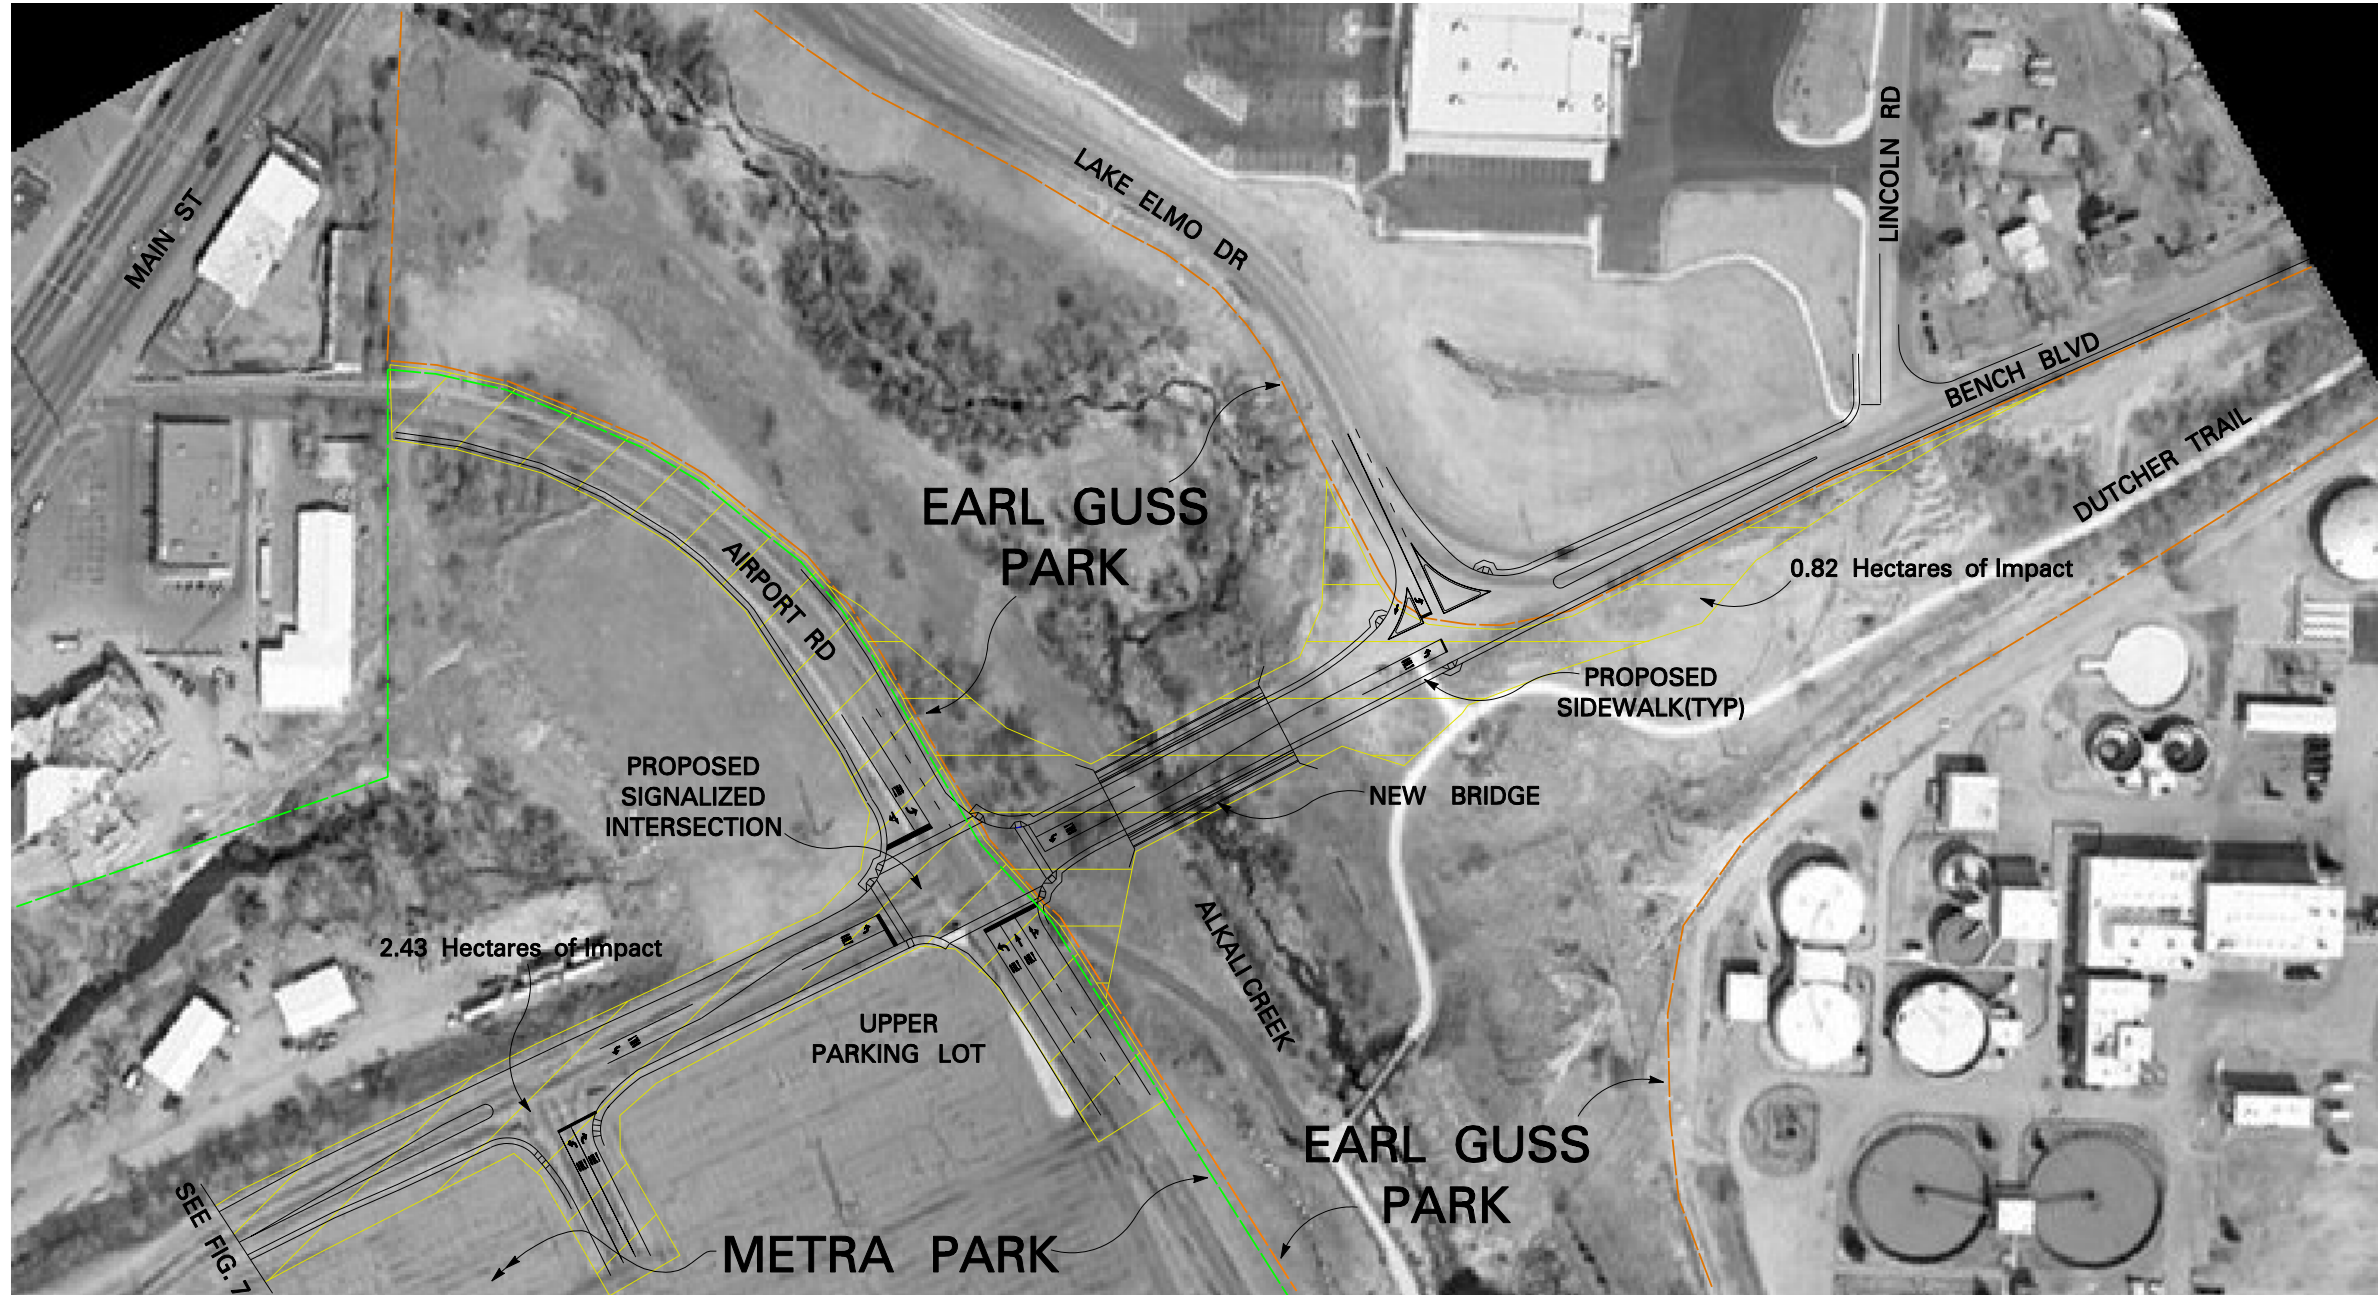 MAIN ST
LAKE ELMO DR
LINCOLN RD
BENCH BLVD
DUTCHER TRAIL
EARL GUSS
PARK
AIRPORT RD
0.82 Hectares of Impact
PROPOSED
SIDEWALK(TYP)
PROPOSED
SIGNALIZED
INTERSECTION
NEW BRIDGE
2.43 Hectares of Impact
ALKALI CREEK
UPPER
PARKING LOT
EARL GUSS
PARK
SEE FIG. 7
METRA PARK